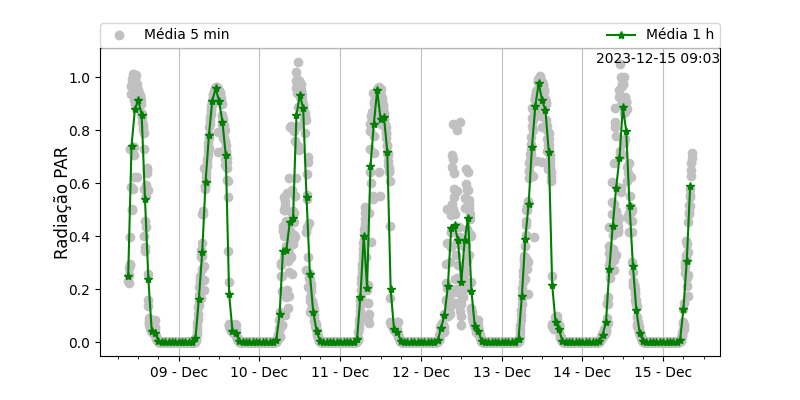 Média 5 min
Média 1 h
2023-12-15 09:03
Radiação PAR
1.0
0.8
0.6
0.4
0.2
0.0
09 - Dec
10 - Dec
11 - Dec
12 - Dec
13 - Dec
14 - Dec
15 - Dec